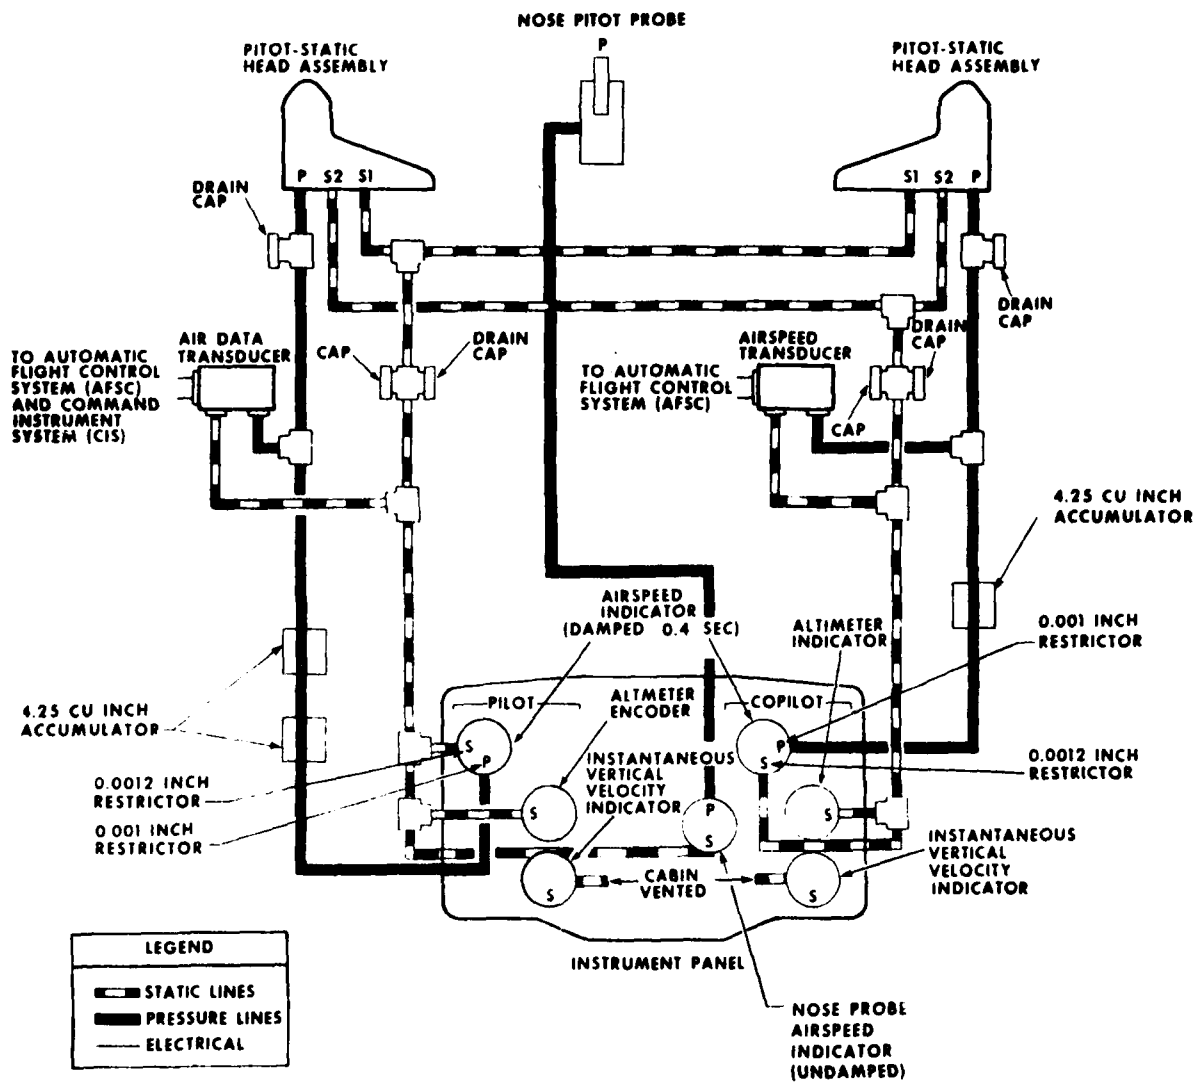 NOSE PITOT PROBE
P
PITOT-STATIC
HEAD ASSEMBLY
PITOT-STATIC
HEAD ASSEMBLY
P S2 S1
S1 S2 P
DRAIN
CAP
DRAIN
CAP
AIR DATA
TRANSDUCER
CAP
DRAIN
CAP
AIRSPEED
TRANSDUCER
DRAIN
CAP
TO AUTOMATIC
FLIGHT CONTROL
SYSTEM (AFSC)
AND COMMAND
INSTRUMENT
SYSTEM (CIS)
TO AUTOMATIC
FLIGHT CONTROL
SYSTEM (AFSC)
CAP
4.25 CU INCH
ACCUMULATOR
AIRSPEED
INDICATOR
(DAMPED 0.4 SEC)
ALTIMETER
INDICATOR
0.001 INCH
RESTRICTOR
4.25 CU INCH
ACCUMULATOR
PILOT
ALTMETER
ENCODER
COPILOT
S
P
P
S
INSTANTANEOUS
VERTICAL
VELOCITY
INDICATOR
0.0012 INCH
RESTRICTOR
0.0012 INCH
RESTRICTOR
0.001 INCH
RESTRICTOR
S
P
S
S
INSTANTANEOUS
VERTICAL
VELOCITY
INDICATOR
CABIN
VENTED
S
S
INSTRUMENT PANEL
LEGEND
STATIC LINES
PRESSURE LINES
ELECTRICAL
NOSE PROBE
AIRSPEED
INDICATOR
(UNDAMPED)